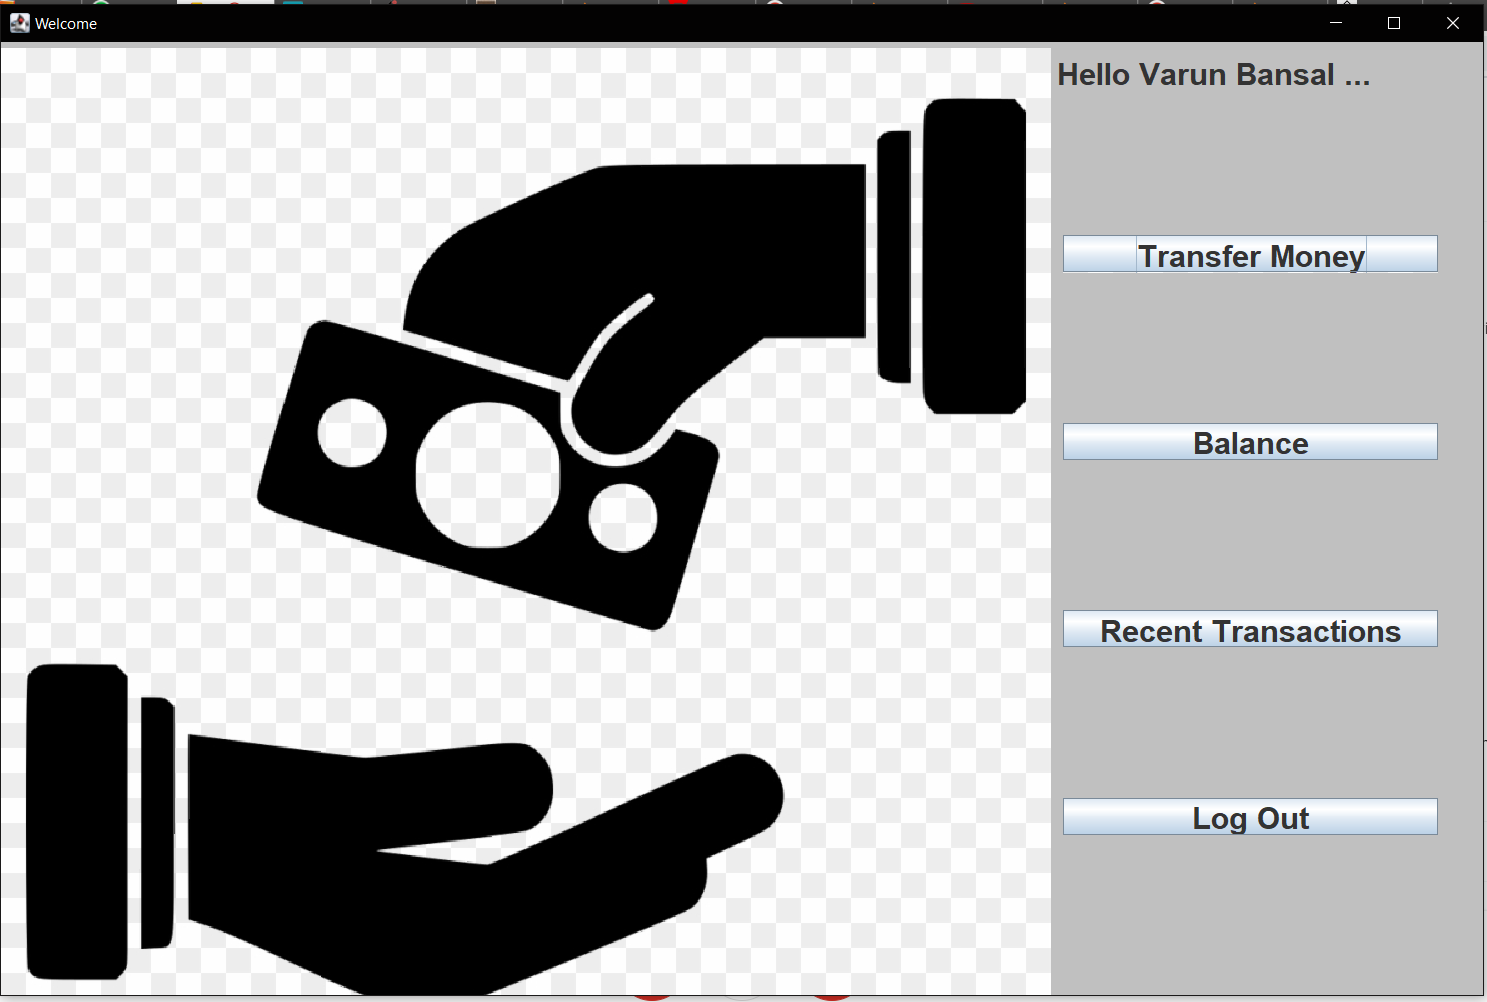 Welcome
Hello Varun Bansal ...
Transfer Money
Balance
Recent Transactions
Log Out